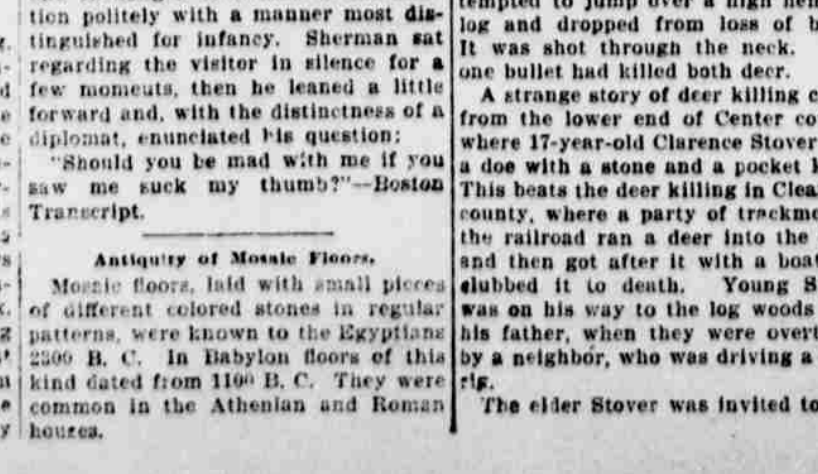 tion politely with a manner most dis-
tinguished for infancy. Sherman sat
regarding the visitor in silence for a
few moments, then he leaned a little
forward and, with the distinctness of a
diplomat, enunciated his question:
"Should you be mad with me if you
saw me suck my thumb?"—Boston
Transcript.
Antiquity of Mosaic Floors.
Mosaic floors, laid with small pieces
of different colored stones in regular
patterns, were known to the Egyptians
2300 B. C. In Babylon floors of this
kind dated from 1100 B. C. They were
common in the Athenian and Roman
houses.
tempted to jump over a high
log and dropped from loss of b
It was shot through the neck.
one bullet had killed both deer.
A strange story of deer killing c
from the lower end of Center co
where 17-year-old Clarence Stover
a doe with a stone and a pocket k
This beats the deer killing in Clea
county, where a party of trackme
the railroad ran a deer into the
and then got after it with a boat
clubbed it to death. Young S
was on his way to the log woods
his father, when they were overt
by a neighbor, who was driving a
rig.
The elder Stover was invited to